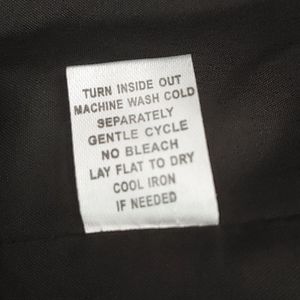 TURN INSIDE OUT
MACHINE WASH COLD
SEPARATELY
GENTLE CYCLE
NO BLEACH
LAY FLAT TO DRY
COOL IRON
IF NEEDED